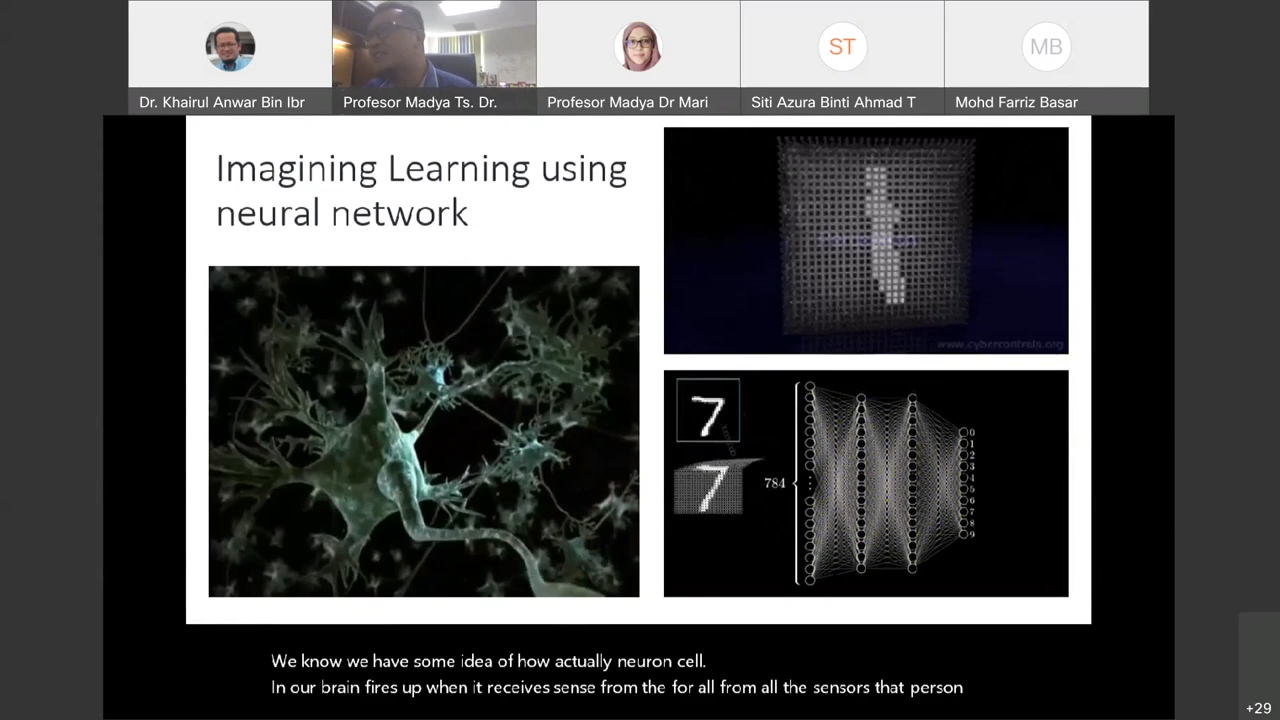 ST
MB
Dr. Khairul Anwar Bin Ibr
Profesor Madya Ts. Dr.
Profesor Madya Dr Mari
Siti Azura Binti Ahmad T
Mohd Farriz Basar
Imagining Learning using
neural network
www.cybercontrols.org
7
7
784
0
1
2
3
4
5
6
7
8
9
We know we have some idea of how actually neuron cell.
In our brain fires up when it receives sense from the for all from all the sensors that person
+29